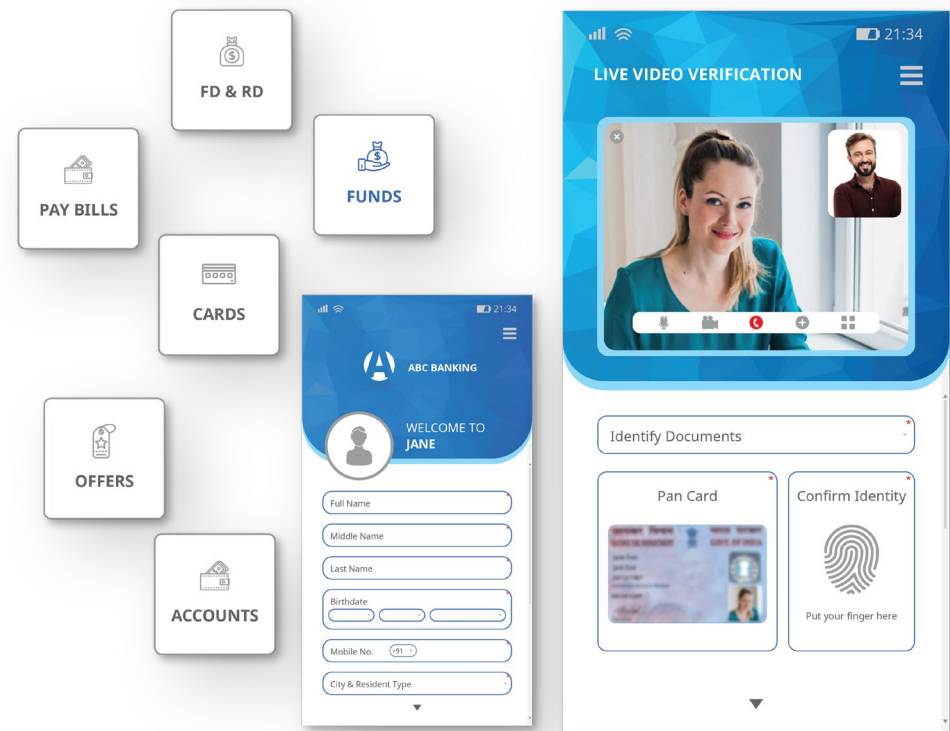 FD & RD
PAY BILLS
FUNDS
CARDS
OFFERS
ACCOUNTS
21:34
ABC BANKING
WELCOME TO
JANE
Full Name
*
Middle Name
*
Last Name
*
Birthdate
*
Mobile No.
+91
*
City & Resident Type
*
21:34
LIVE VIDEO VERIFICATION
Identify Documents
*
Pan Card
*
Confirm Identity
*
Put your finger here